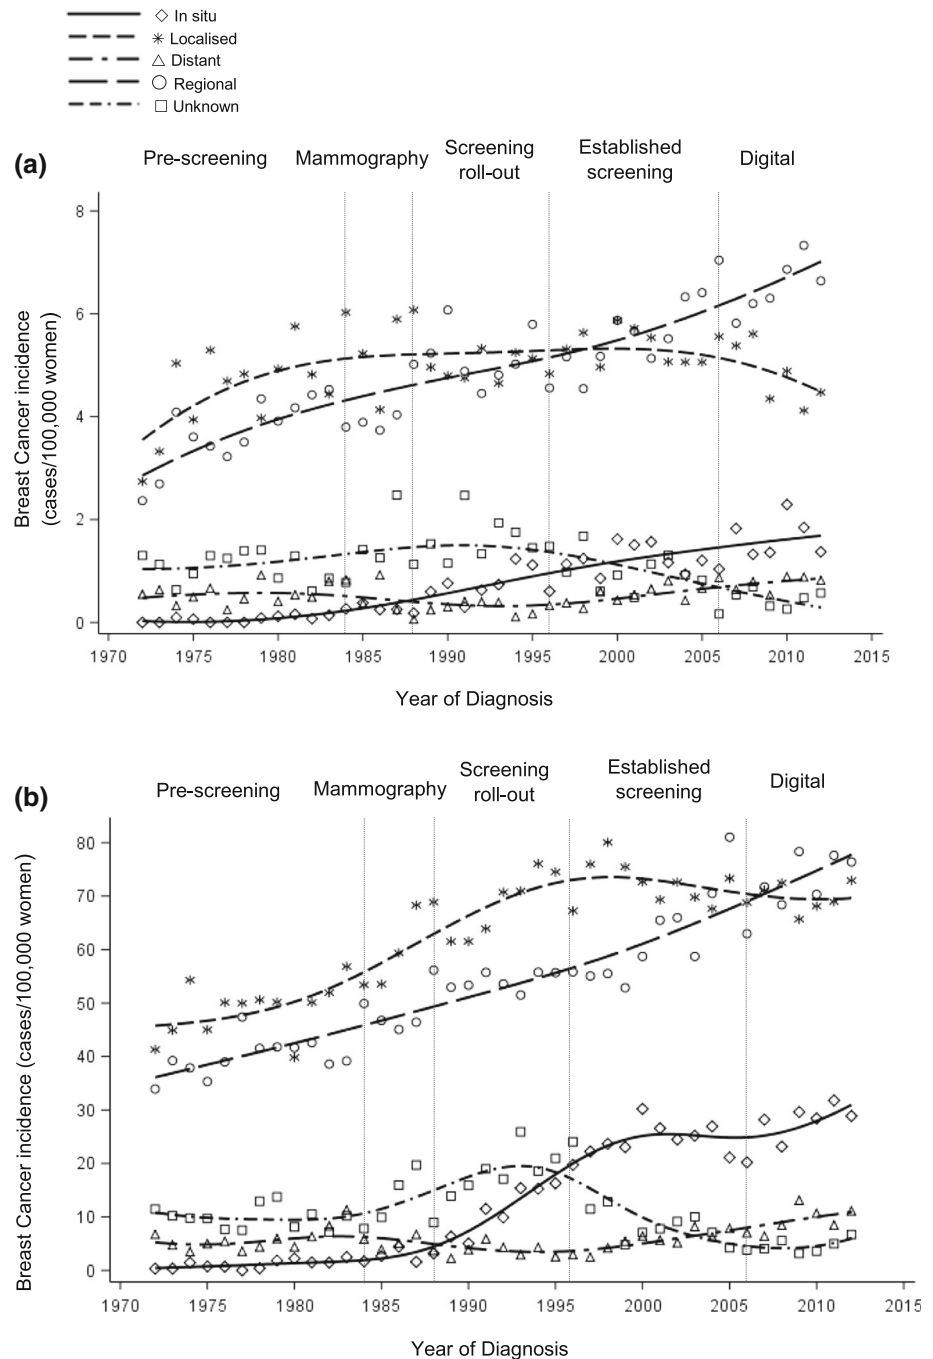 In situ
Localised
Distant
Regional
Unknown
(a)
Pre-screening
Mammography
Screening
roll-out
Established
screening
Digital
Breast Cancer incidence
(cases/100,000 women)
8
6
4
2
0
1970 1975 1980 1985 1990 1995 2000 2005 2010 2015
Year of Diagnosis
(b)
Pre-screening
Mammography
Screening
roll-out
Established
screening
Digital
Breast Cancer incidence (cases/100,000 women)
80
70
60
50
40
30
20
10
0
1970 1975 1980 1985 1990 1995 2000 2005 2010 2015
Year of Diagnosis